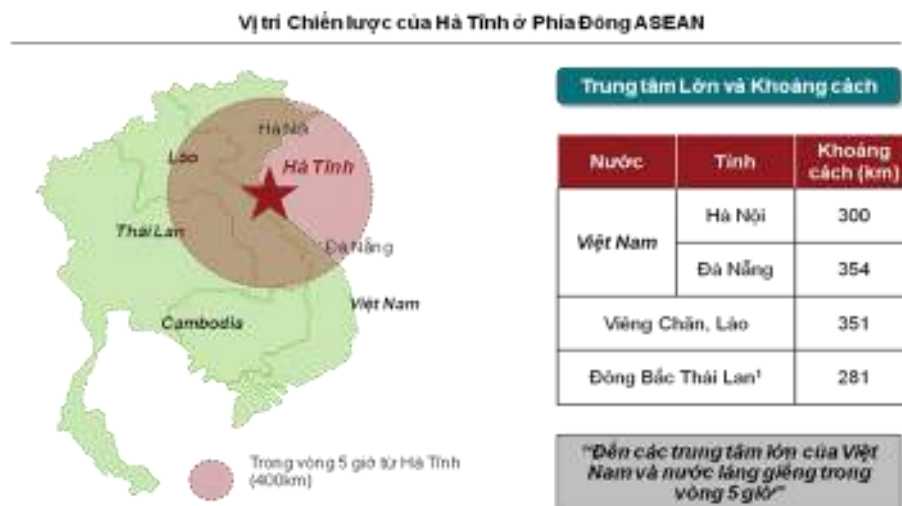 Vị trí Chiến lược của Hà Tĩnh ở Phía Đông ASEAN
Hà Nội
Lào
Hà Tĩnh
Thái Lan
Đà Nẵng
Việt Nam
Cambodia
Trong vòng 5 giờ từ Hà Tĩnh
(400km)
Trung tâm Lớn và Khoảng cách
Nước Tỉnh Khoảng
cách (km)
Việt Nam Hà Nội 300
Đà Nẵng 354
Viêng Chăn, Lào 351
Đông Bắc Thái Lan¹ 281
"Đến các trung tâm lớn của Việt
Nam và nước láng giềng trong
vòng 5 giờ"